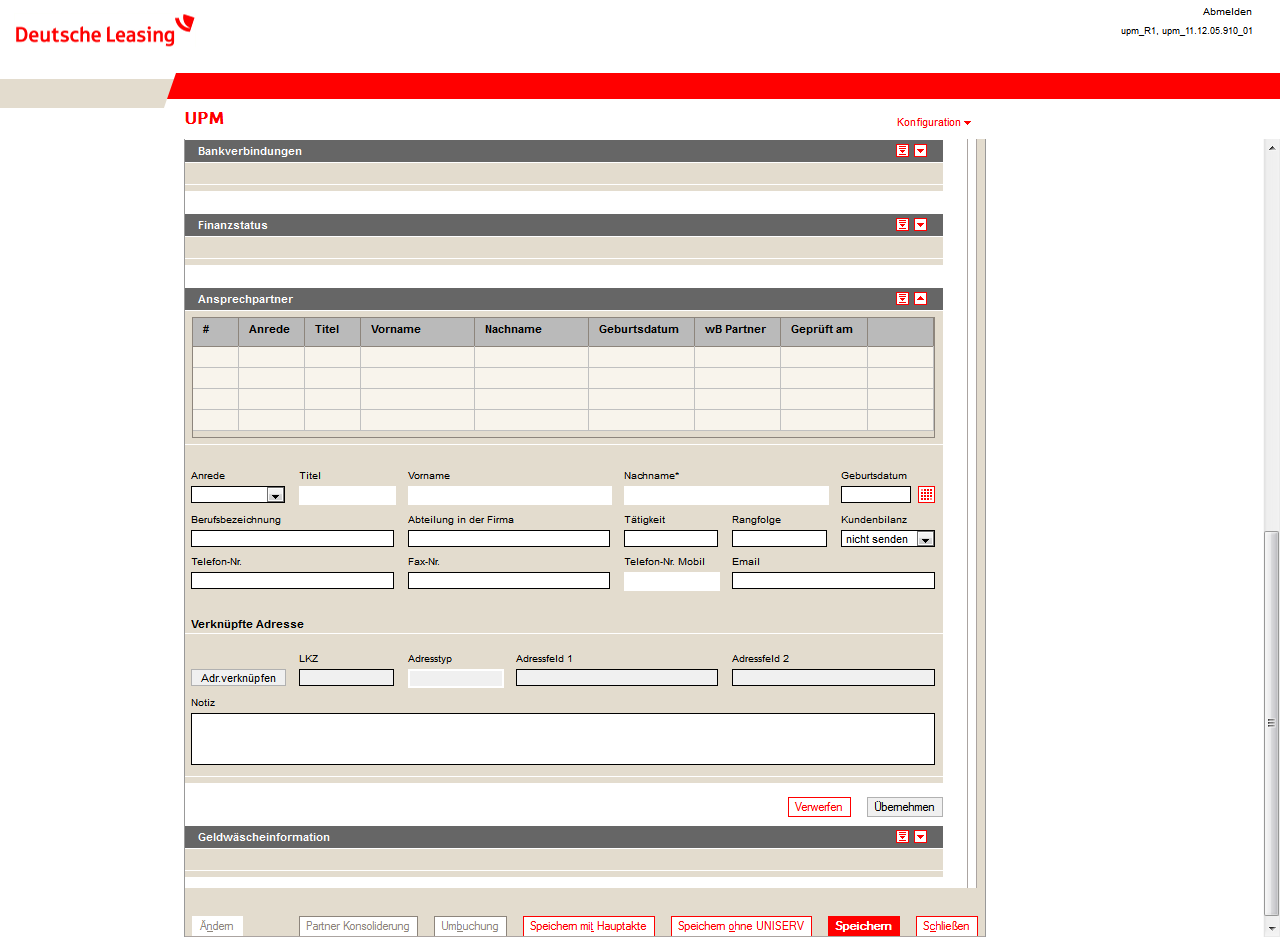 Abmelden
Deutsche Leasing
upm_R1, upm_11.12.05.910_01
UPM
Konfiguration
Bankverbindungen
Finanzstatus
Ansprechpartner
# Anrede Titel Vorname Nachname Geburtsdatum wB Partner Geprüft am
Anrede Titel Vorname Nachname* Geburtsdatum
Berufsbezeichnung Abteilung in der Firma Tätigkeit Rangfolge Kundenbilanz
nicht senden
Telefon-Nr. Fax-Nr. Telefon-Nr. Mobil Email
Verknüpfte Adresse
LKZ Adresstyp Adressfeld 1 Adressfeld 2
Adr.verknüpfen
Notiz
Verwerfen Übernehmen
Geldwäscheinformation
Ändern Partner Konsolidierung Umbuchung Speichern mit Hauptakte Speichern ohne UNISERV Speichern Schließen